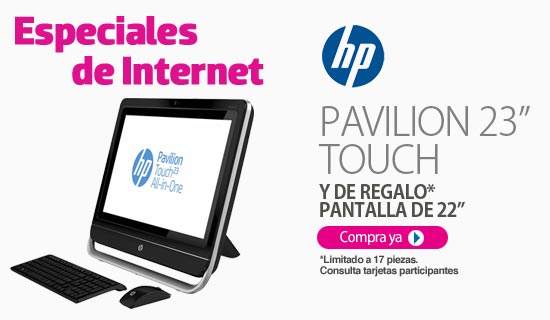 Especiales
de Internet
hp
Pavilion
Touch²³
All-in-One
hp
PAVILION 23”
TOUCH
Y DE REGALO*
PANTALLA DE 22”
Compra ya
*Limitado a 17 piezas.
Consulta tarjetas participantes